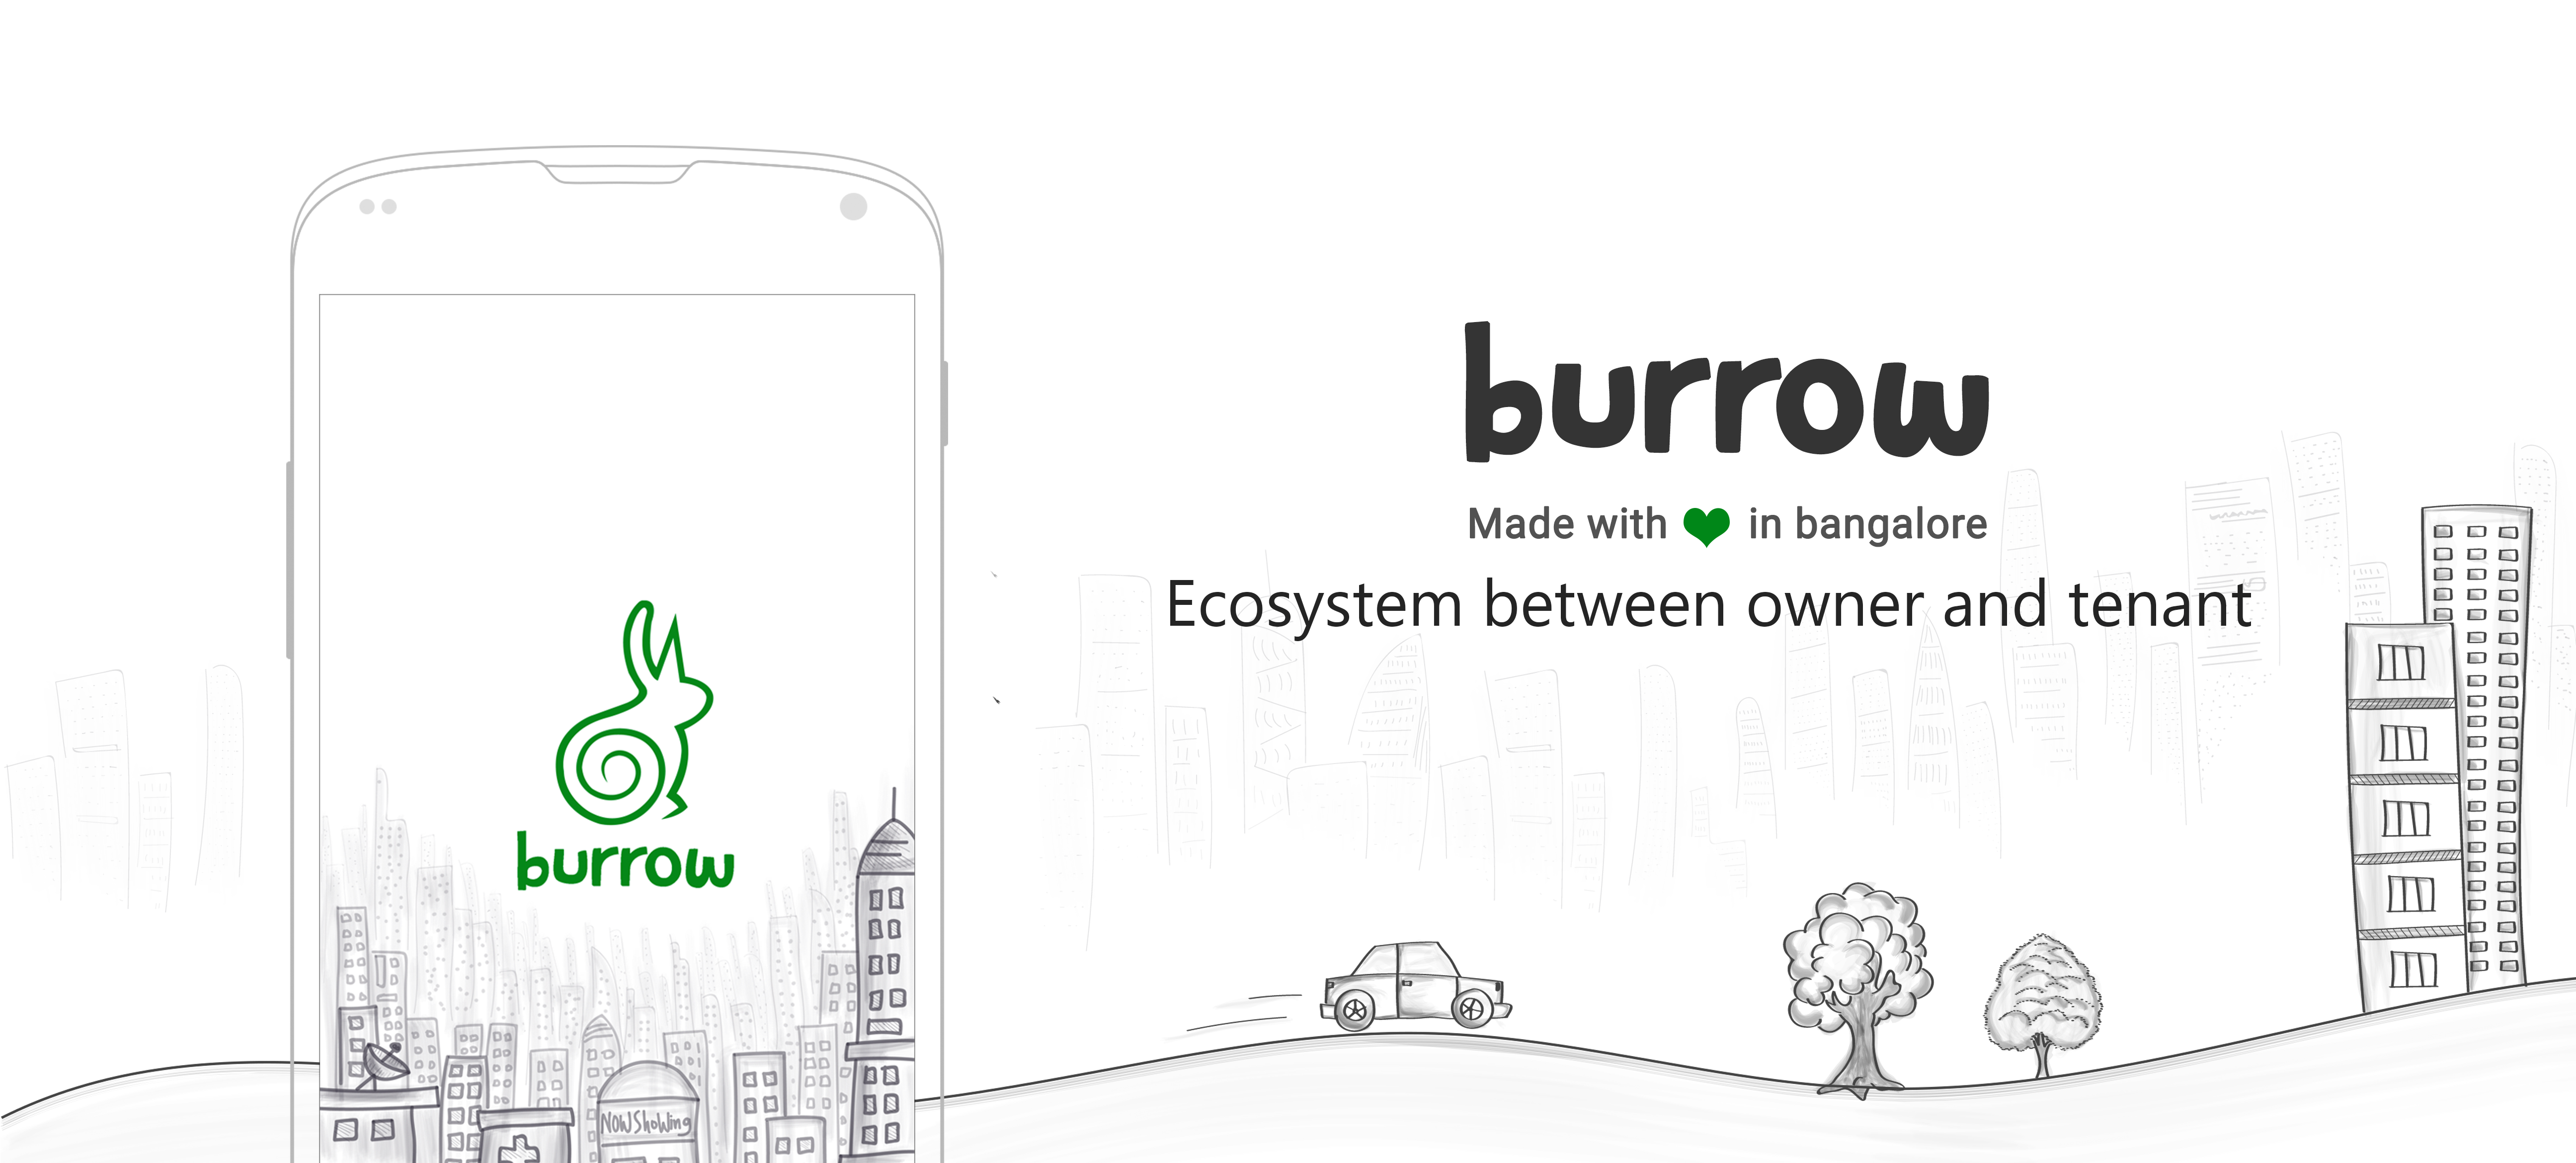 burrow
NOW ShoWing
burrow
Made with ♥ in bangalore
Ecosystem between owner and tenant